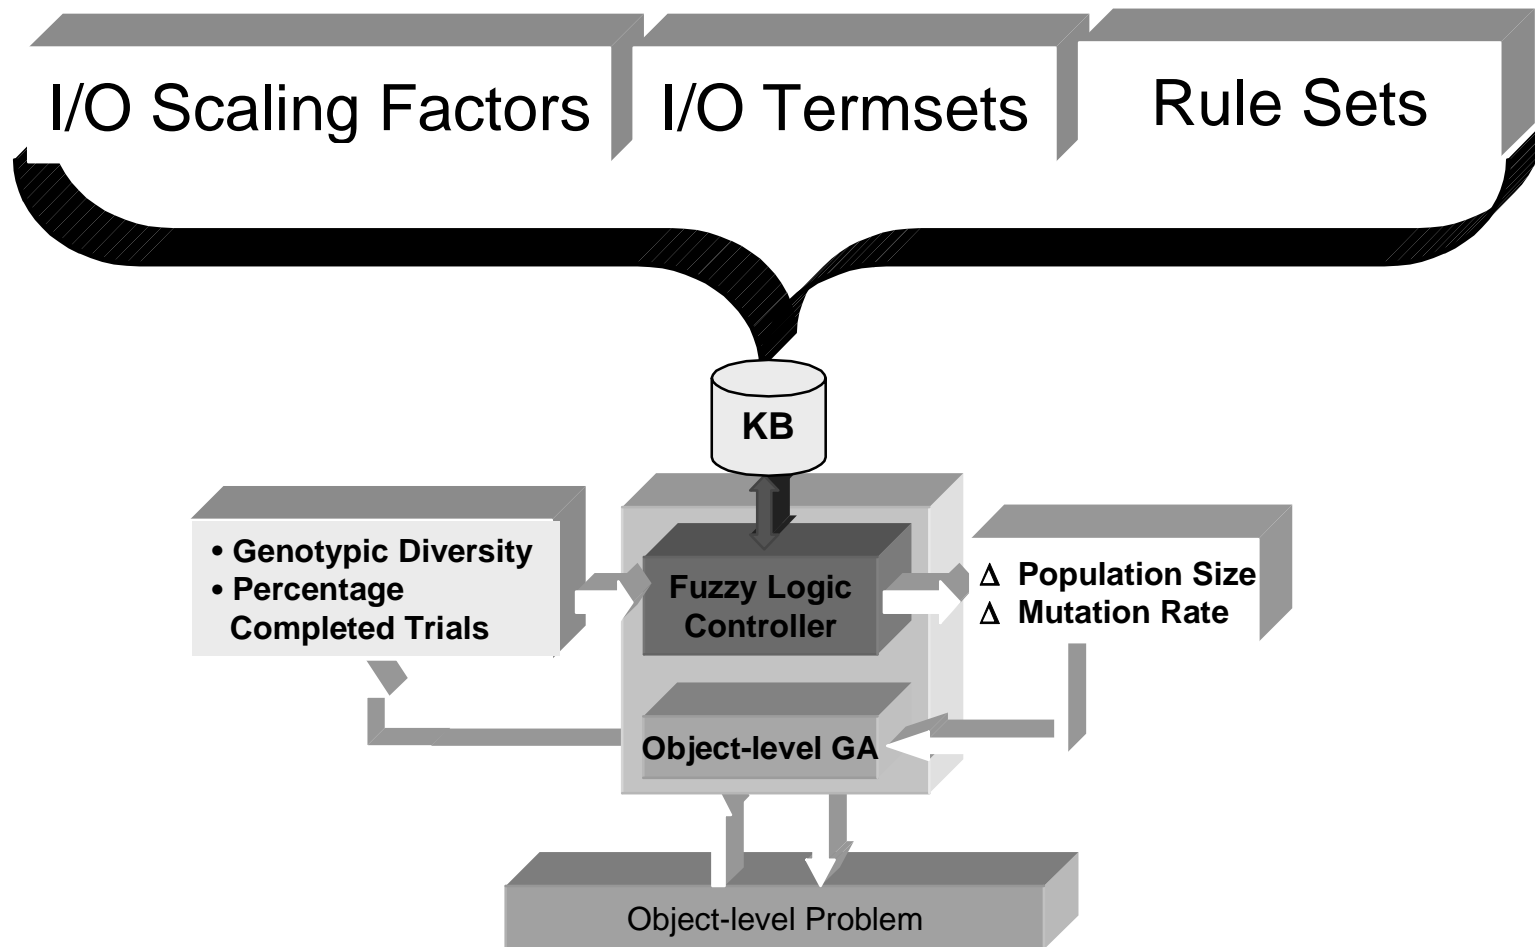 I/O Scaling Factors
I/O Termsets
Rule Sets
KB
• Genotypic Diversity
• Percentage
Completed Trials
Fuzzy Logic
Controller
Δ Population Size
Δ Mutation Rate
Object-level GA
Object-level Problem